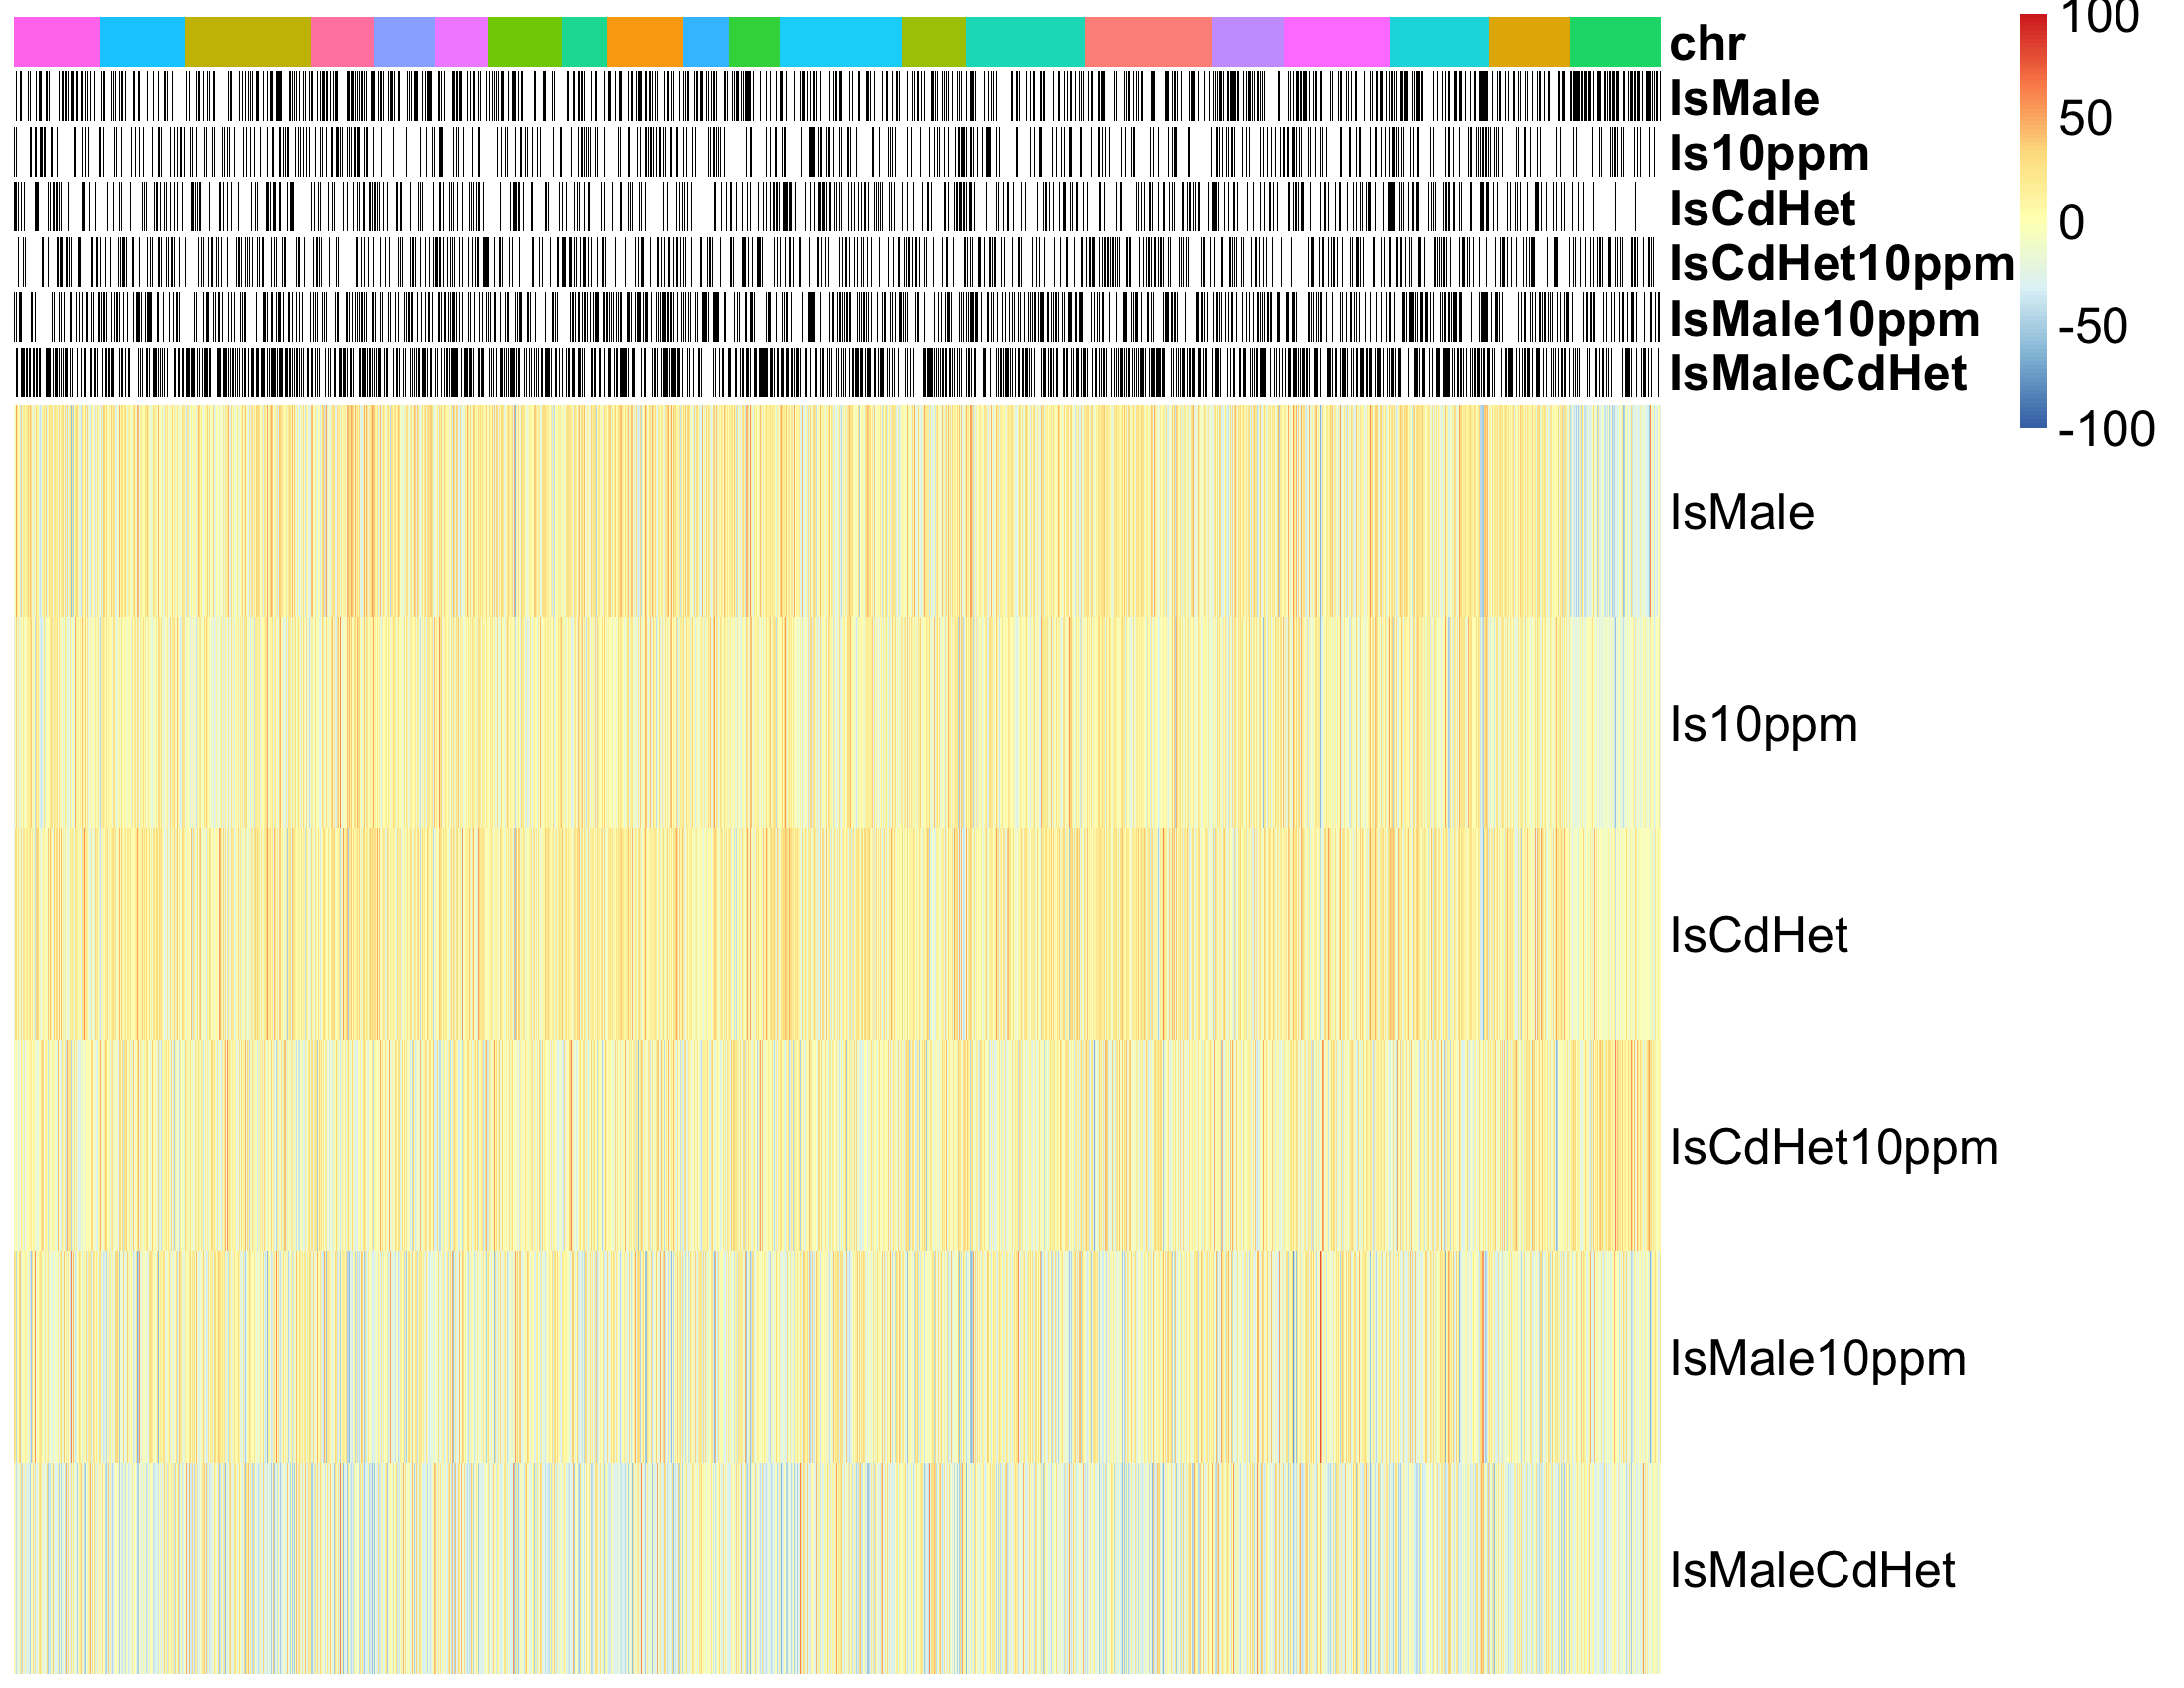 chr
IsMale
Is10ppm
IsCdHet
IsCdHet10ppm
IsMale10ppm
IsMaleCdHet
100
50
0
-50
-100
IsMale
Is10ppm
IsCdHet
IsCdHet10ppm
IsMale10ppm
IsMaleCdHet